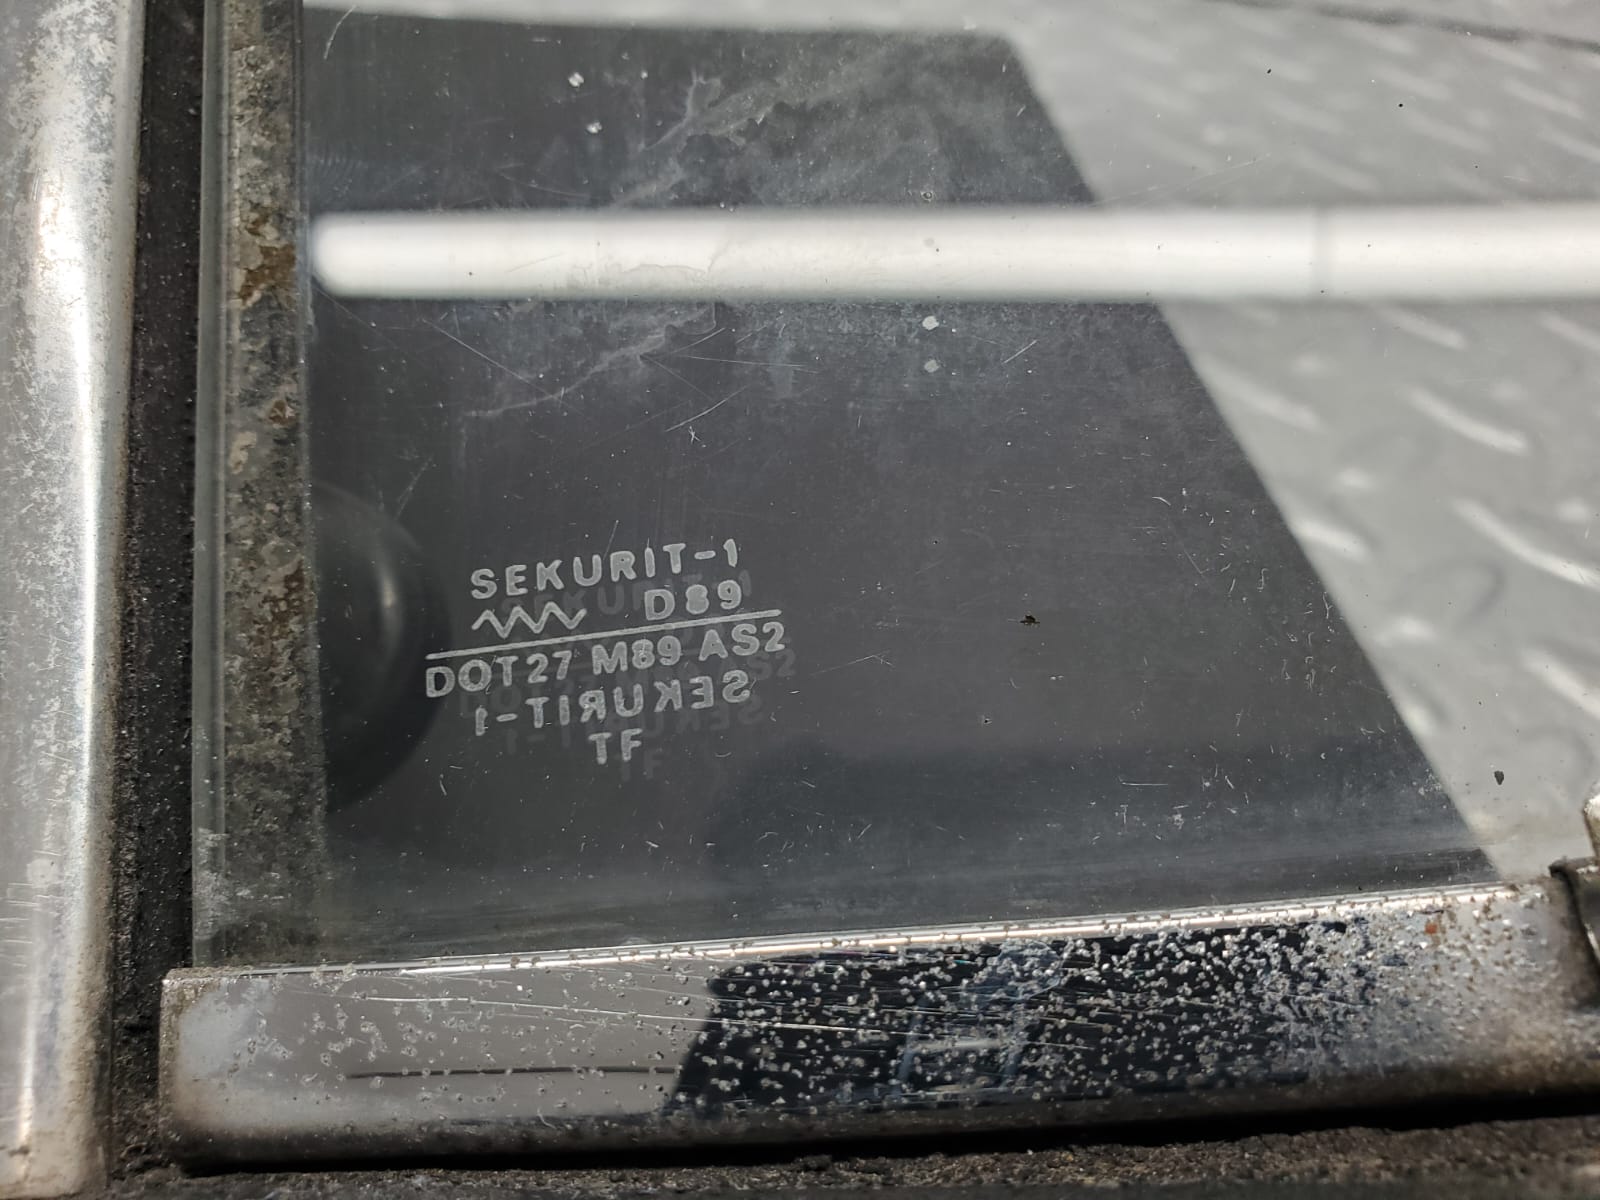 SEKURIT-1
D89
DOT27 M89 AS2
SEKURIT-1
TF